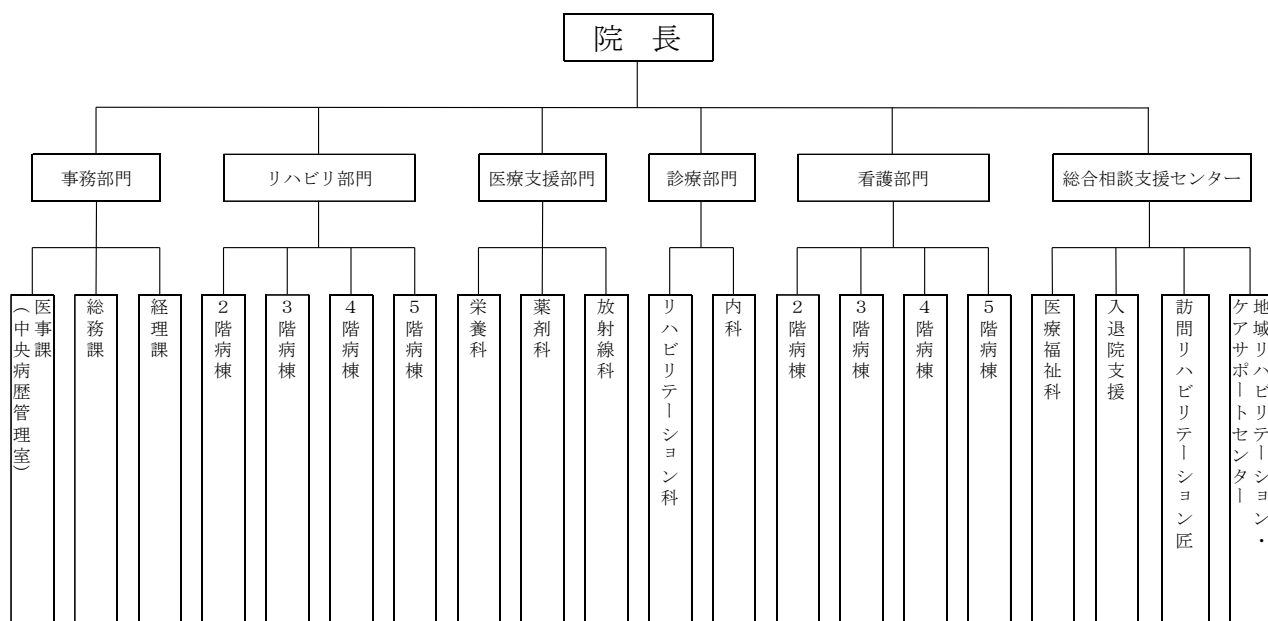 院　長
事務部門
リハビリ部門
医療支援部門
診療部門
看護部門
総合相談支援センター
医事課
（中央病歴管理室）
総務課
経理課
２階病棟
３階病棟
４階病棟
５階病棟
栄養科
薬剤科
放射線科
リハビリテーション科
内科
２階病棟
３階病棟
４階病棟
５階病棟
医療福祉科
入退院支援
訪問リハビリテーション匠
地域リハビリテーション・
ケアサポートセンター